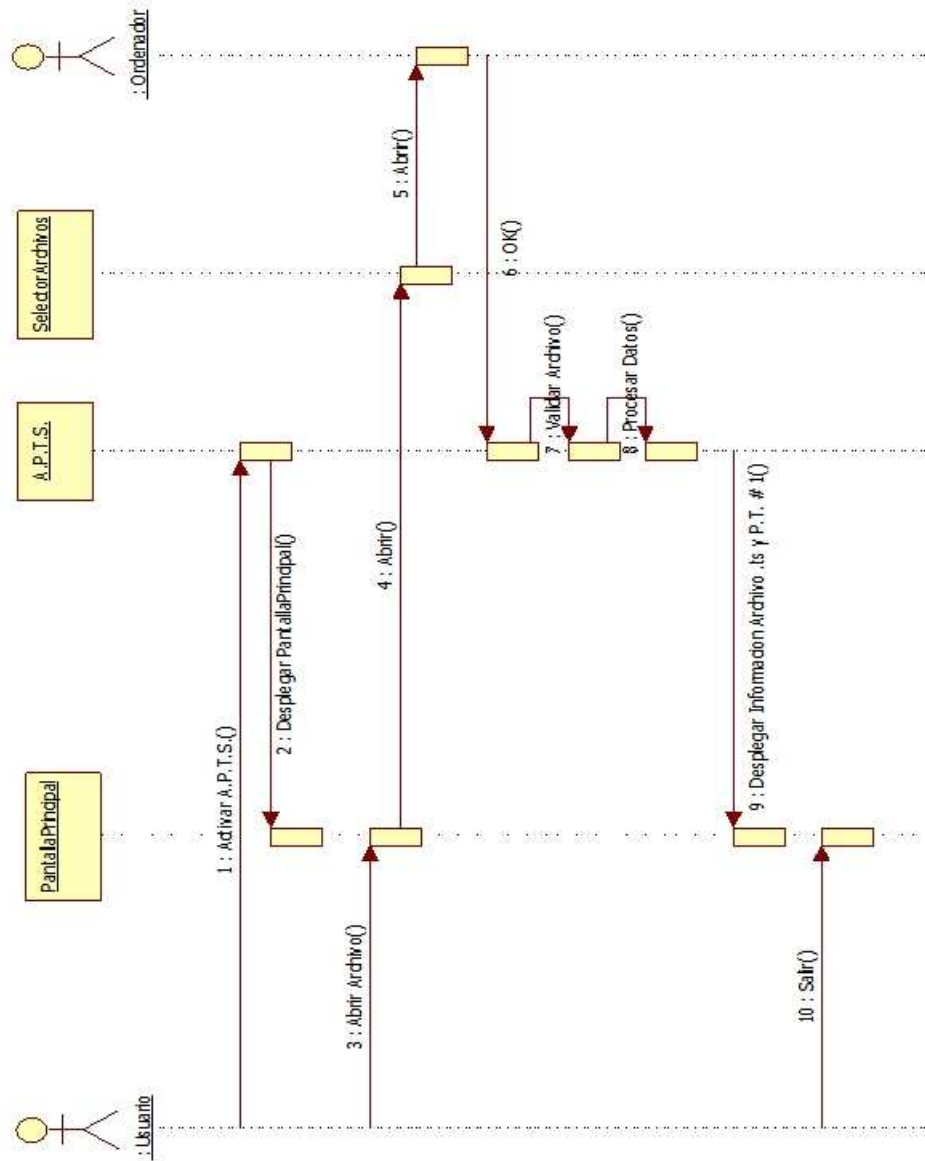 : Usuario
PantallaPrincipal
A.P.T.S.
SelectorArchivos
: Ordenador
1 : Activar A.P.T.S.()
2 : Desplegar PantallaPrincipal()
3 : Abrir Archivo()
4 : Abrir()
5 : Abrir()
6 : OK()
7 : Validar Archivo()
8 : Procesar Datos()
9 : Desplegar Informacion Archivo .ts y P.T. # 1()
10 : Salir()